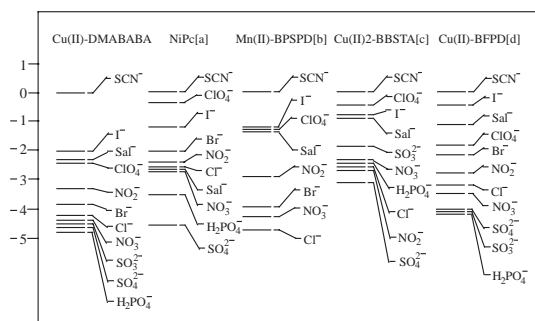 Cu(II)-DMABABA NiPc[a] Mn(II)-BPSPD[b] Cu(II)2-BBSTA[c] Cu(II)-BFPD[d]
1
0
−1
−2
−3
−4
−5
SCN⁻
I⁻
Sal⁻
ClO₄⁻
NO₂⁻
Br⁻
Cl⁻
NO₃⁻
SO₃²⁻
SO₄²⁻
H₂PO₄⁻
SCN⁻
ClO₄⁻
I⁻
Br⁻
NO₂⁻
Cl⁻
Sal⁻
NO₃⁻
H₂PO₄⁻
SO₄²⁻
SCN⁻
I⁻
ClO₄⁻
Sal⁻
NO₂⁻
Br⁻
NO₃⁻
Cl⁻
SCN⁻
ClO₄⁻
I⁻
Sal⁻
SO₃²⁻
NO₃⁻
H₂PO₄⁻
Cl⁻
NO₂⁻
SO₄²⁻
SCN⁻
I⁻
Sal⁻
ClO₄⁻
Br⁻
NO₂⁻
Cl⁻
NO₃⁻
SO₄²⁻
SO₃²⁻
H₂PO₄⁻